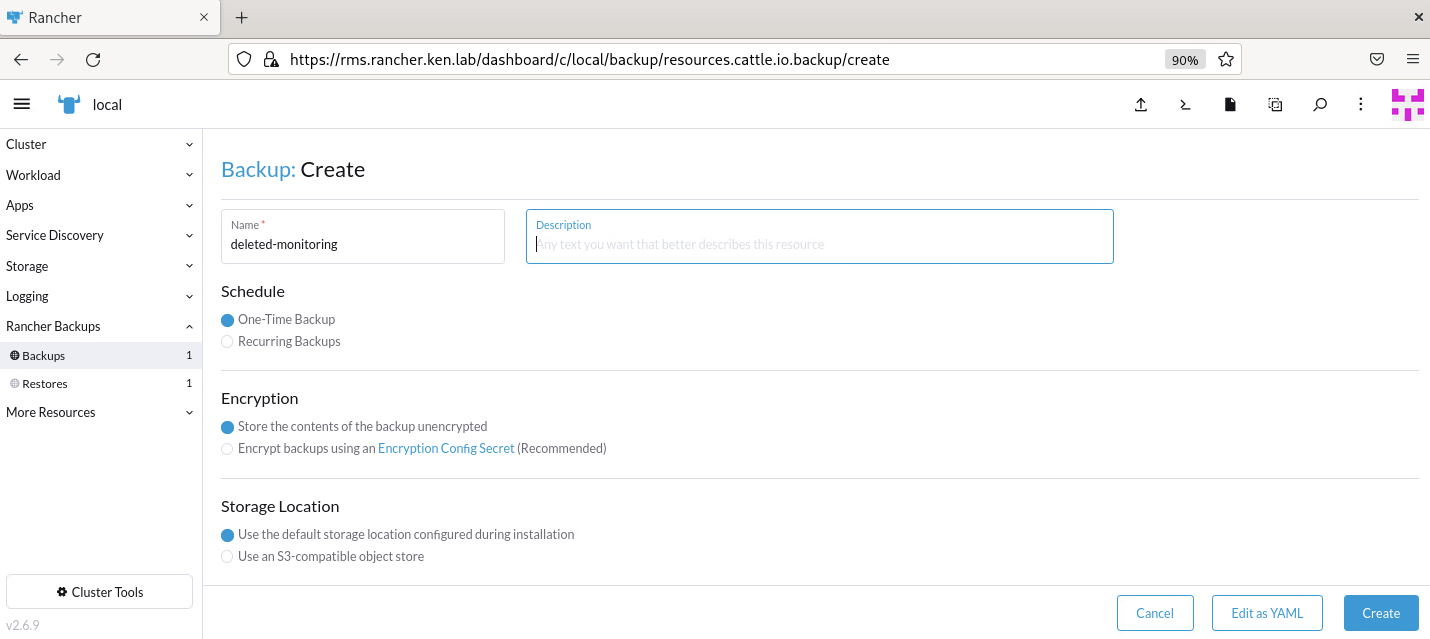 Rancher
https://rms.rancher.ken.lab/dashboard/c/local/backup/resources.cattle.io.backup/create
90%
local
Cluster
Workload
Apps
Service Discovery
Storage
Logging
Rancher Backups
Backups 1
Restores 1
More Resources
Cluster Tools
v2.6.9
Backup: Create
Name *
deleted-monitoring
Description
Any text you want that better describes this resource
Schedule
One-Time Backup
Recurring Backups
Encryption
Store the contents of the backup unencrypted
Encrypt backups using an Encryption Config Secret (Recommended)
Storage Location
Use the default storage location configured during installation
Use an S3-compatible object store
Cancel
Edit as YAML
Create